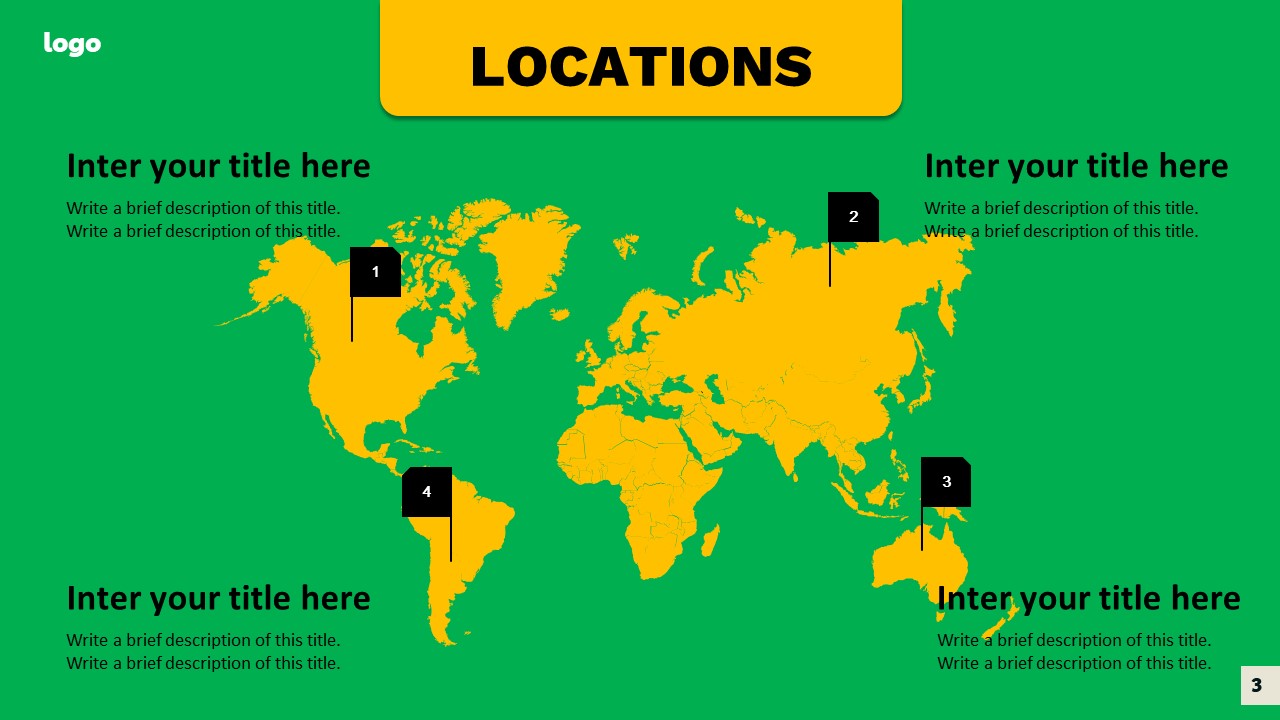 logo
LOCATIONS
Inter your title here
Write a brief description of this title.
Write a brief description of this title.
Inter your title here
Write a brief description of this title.
Write a brief description of this title.
1
2
3
4
Inter your title here
Write a brief description of this title.
Write a brief description of this title.
Inter your title here
Write a brief description of this title.
Write a brief description of this title.
3